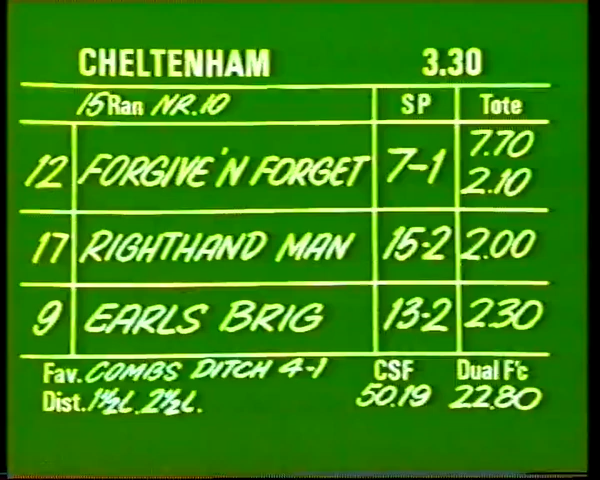 CHELTENHAM 3.30
15 Ran NR.10 SP Tote
12 FORGIVE 'N FORGET 7-1 7.70 2.10
17 RIGHTHAND MAN 15-2 2.00
9 EARLS BRIG 13-2 2.30
Fav. COMBS DITCH 4-1 CSF Dual F'c
Dist. 1½L. 2½L. 50.19 22.80